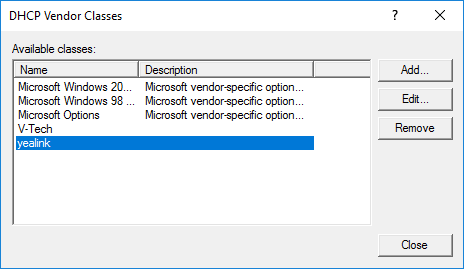 DHCP Vendor Classes
Available classes:
Name Description
Microsoft Windows 20... Microsoft vendor-specific option...
Microsoft Windows 98 ... Microsoft vendor-specific option...
Microsoft Options Microsoft vendor-specific option...
V-Tech
yealink
Add...
Edit...
Remove
Close